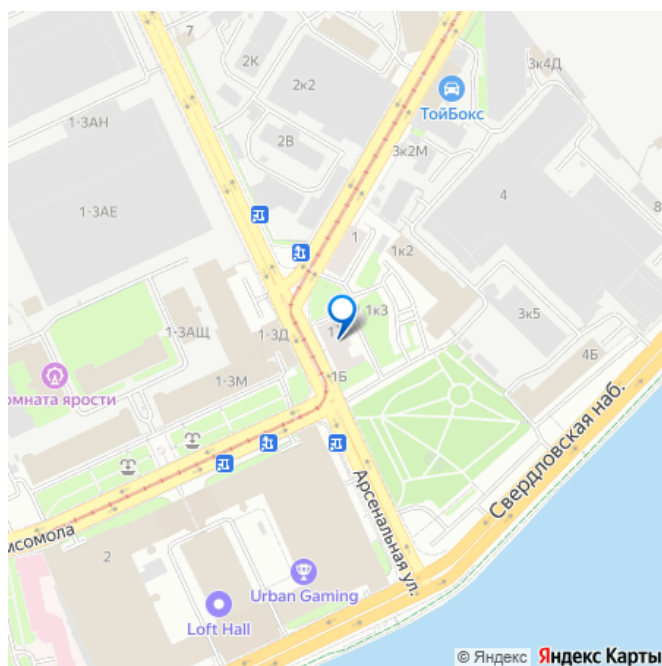 7
2К
3к4Д
2к2
ТойБокс
1-3АН
2В
3к2М
4
1-3АЕ
8
1
1к2
1к3
3к5
1-3АЩ
1-3Д
4Б
1-3М
1Б
омната ярости
Свердловская наб.
мсомола
Арсенальная ул.
2
Urban Gaming
Loft Hall
© Яндекс Яндекс Карты